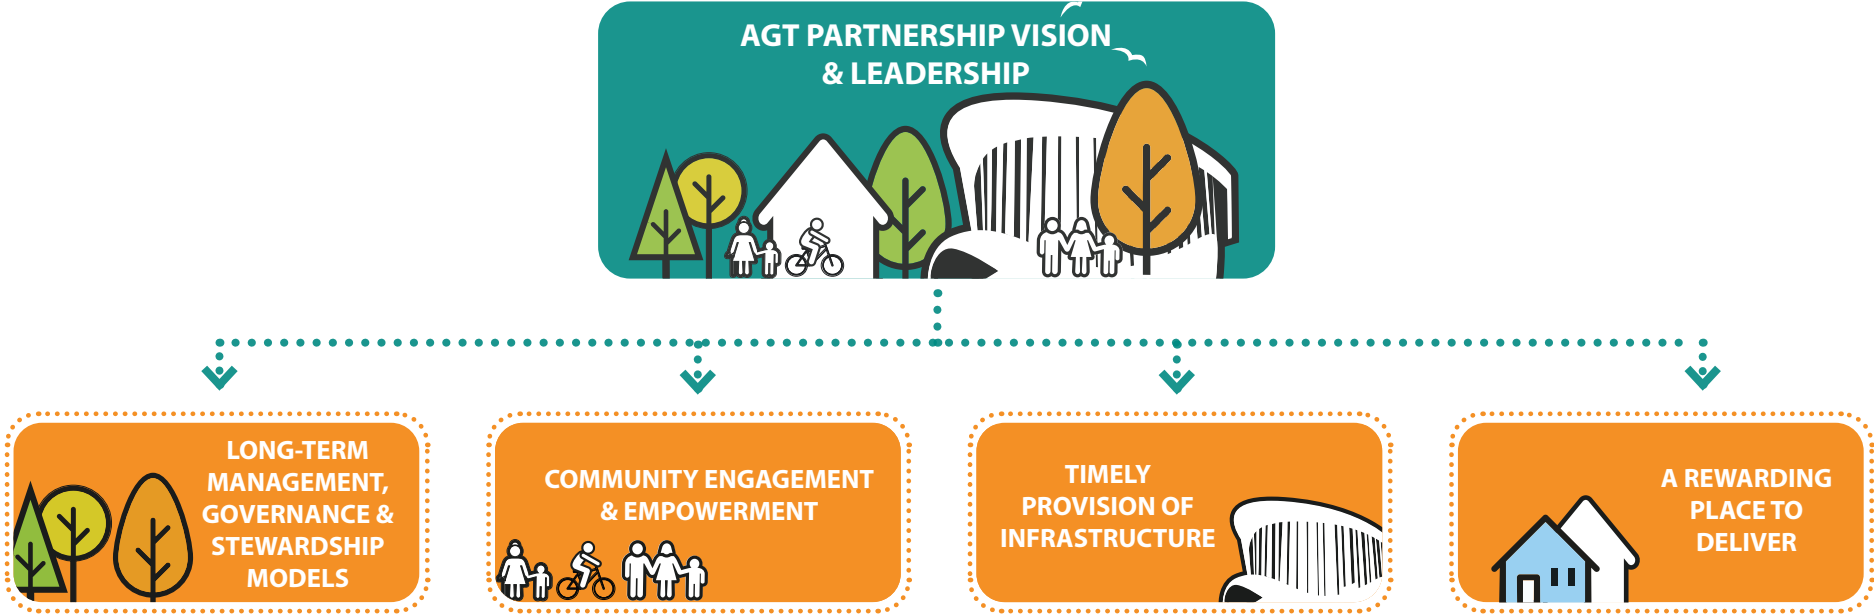 AGT PARTNERSHIP VISION
& LEADERSHIP
LONG-TERM
MANAGEMENT,
GOVERNANCE &
STEWARDSHIP
MODELS
COMMUNITY ENGAGEMENT
& EMPOWERMENT
TIMELY
PROVISION OF
INFRASTRUCTURE
A REWARDING
PLACE TO
DELIVER